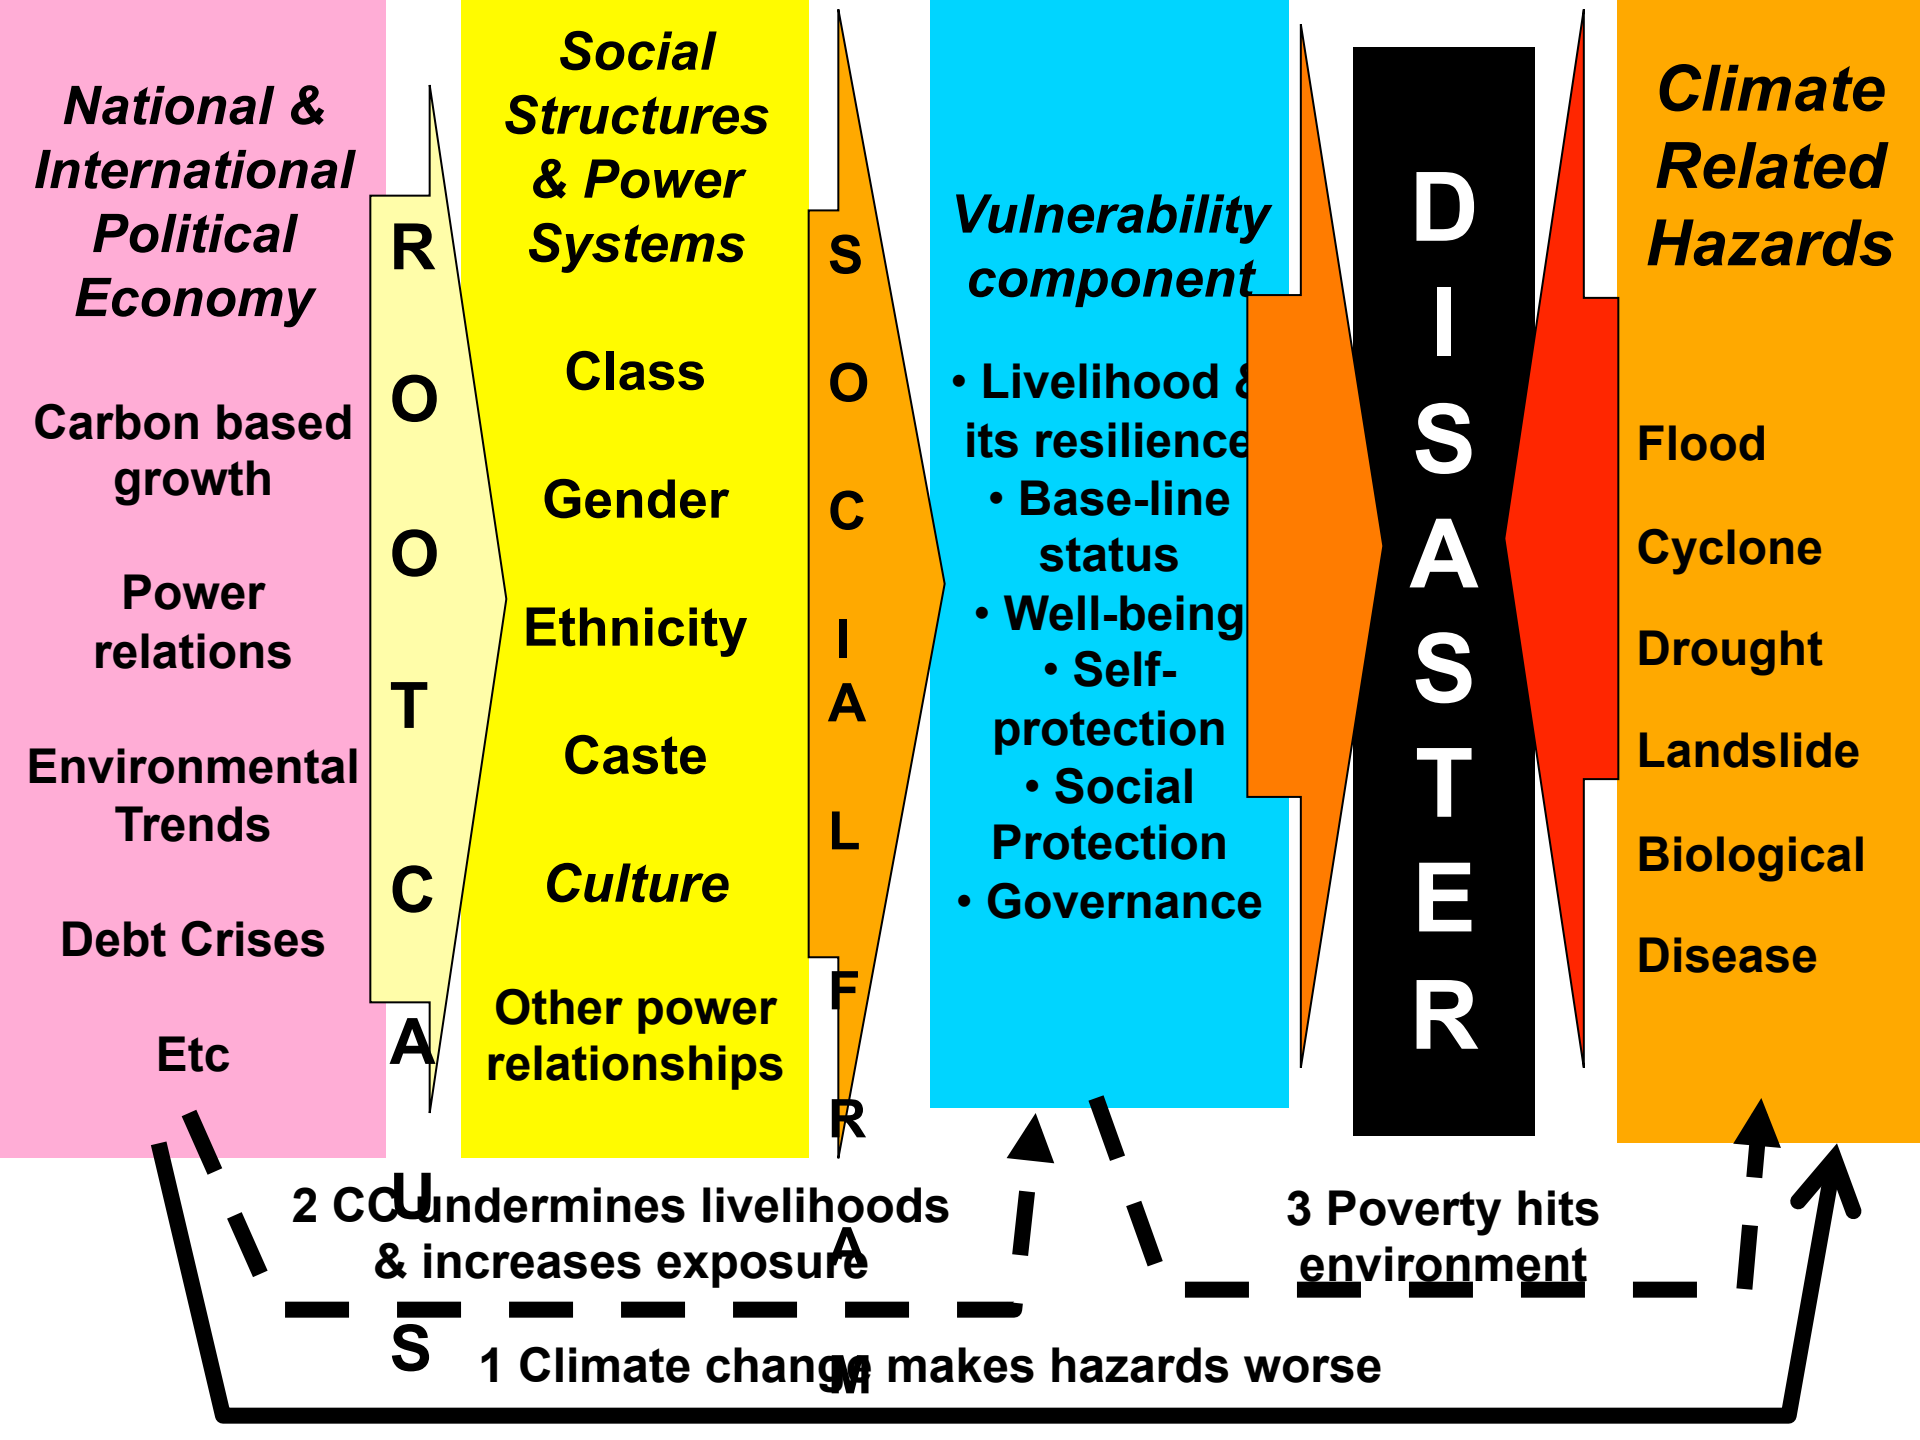 National &
International
Political
Economy
Carbon based
growth
Power
relations
Environmental
Trends
Debt Crises
Etc
R
O
O
T
C
A
U
S
Social
Structures
& Power
Systems
Class
Gender
Ethnicity
Caste
Culture
Other power
relationships
S
O
C
I
A
L
F
R
A
M
Vulnerability
component
• Livelihood &
its resilience
• Base-line
status
• Well-being
• Self-
protection
• Social
Protection
• Governance
D
I
S
A
S
T
E
R
Climate
Related
Hazards
Flood
Cyclone
Drought
Landslide
Biological
Disease
2 CC undermines livelihoods
& increases exposure
3 Poverty hits
environment
1 Climate change makes hazards worse